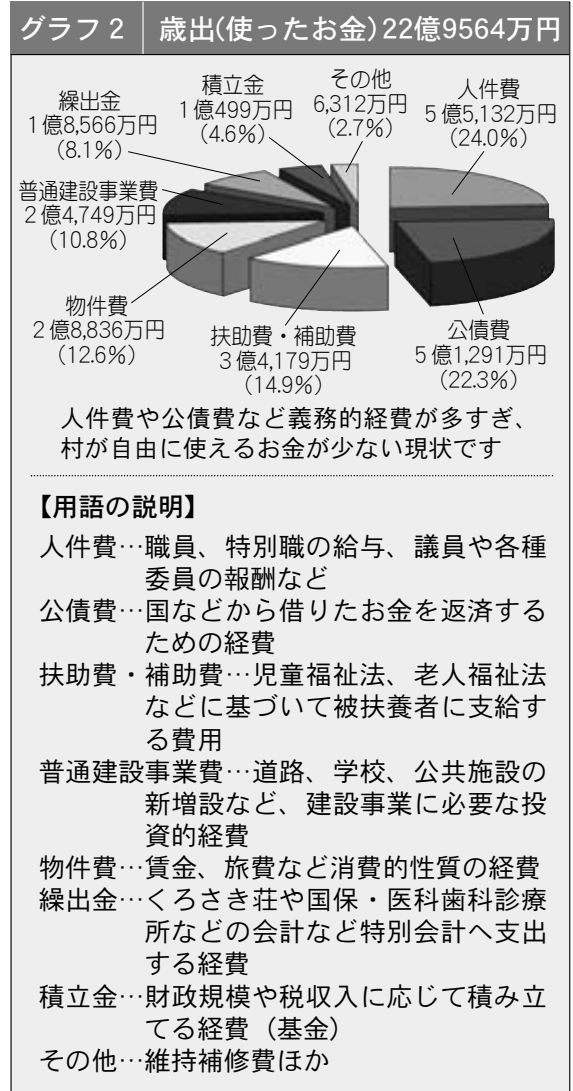 グラフ2 歳出(使ったお金)22億9564万円
繰出金
1億8,566万円
(8.1%)
積立金
1億499万円
(4.6%)
その他
6,312万円
(2.7%)
人件費
5億5,132万円
(24.0%)
普通建設事業費
2億4,749万円
(10.8%)
物件費
2億8,836万円
(12.6%)
扶助費・補助費
3億4,179万円
(14.9%)
公債費
5億1,291万円
(22.3%)
人件費や公債費など義務的経費が多すぎ、
村が自由に使えるお金が少ない現状です
【用語の説明】
人件費…職員、特別職の給与、議員や各種
委員の報酬など
公債費…国などから借りたお金を返済する
ための経費
扶助費・補助費…児童福祉法、老人福祉法
などに基づいて被扶養者に支給す
る費用
普通建設事業費…道路、学校、公共施設の
新増設など、建設事業に必要な投
資的経費
物件費…賃金、旅費など消費的性質の経費
繰出金…くろさき荘や国保・医科歯科診療
所などの会計など特別会計へ支出
する経費
積立金…財政規模や税収入に応じて積み立
てる経費（基金）
その他…維持補修費ほか